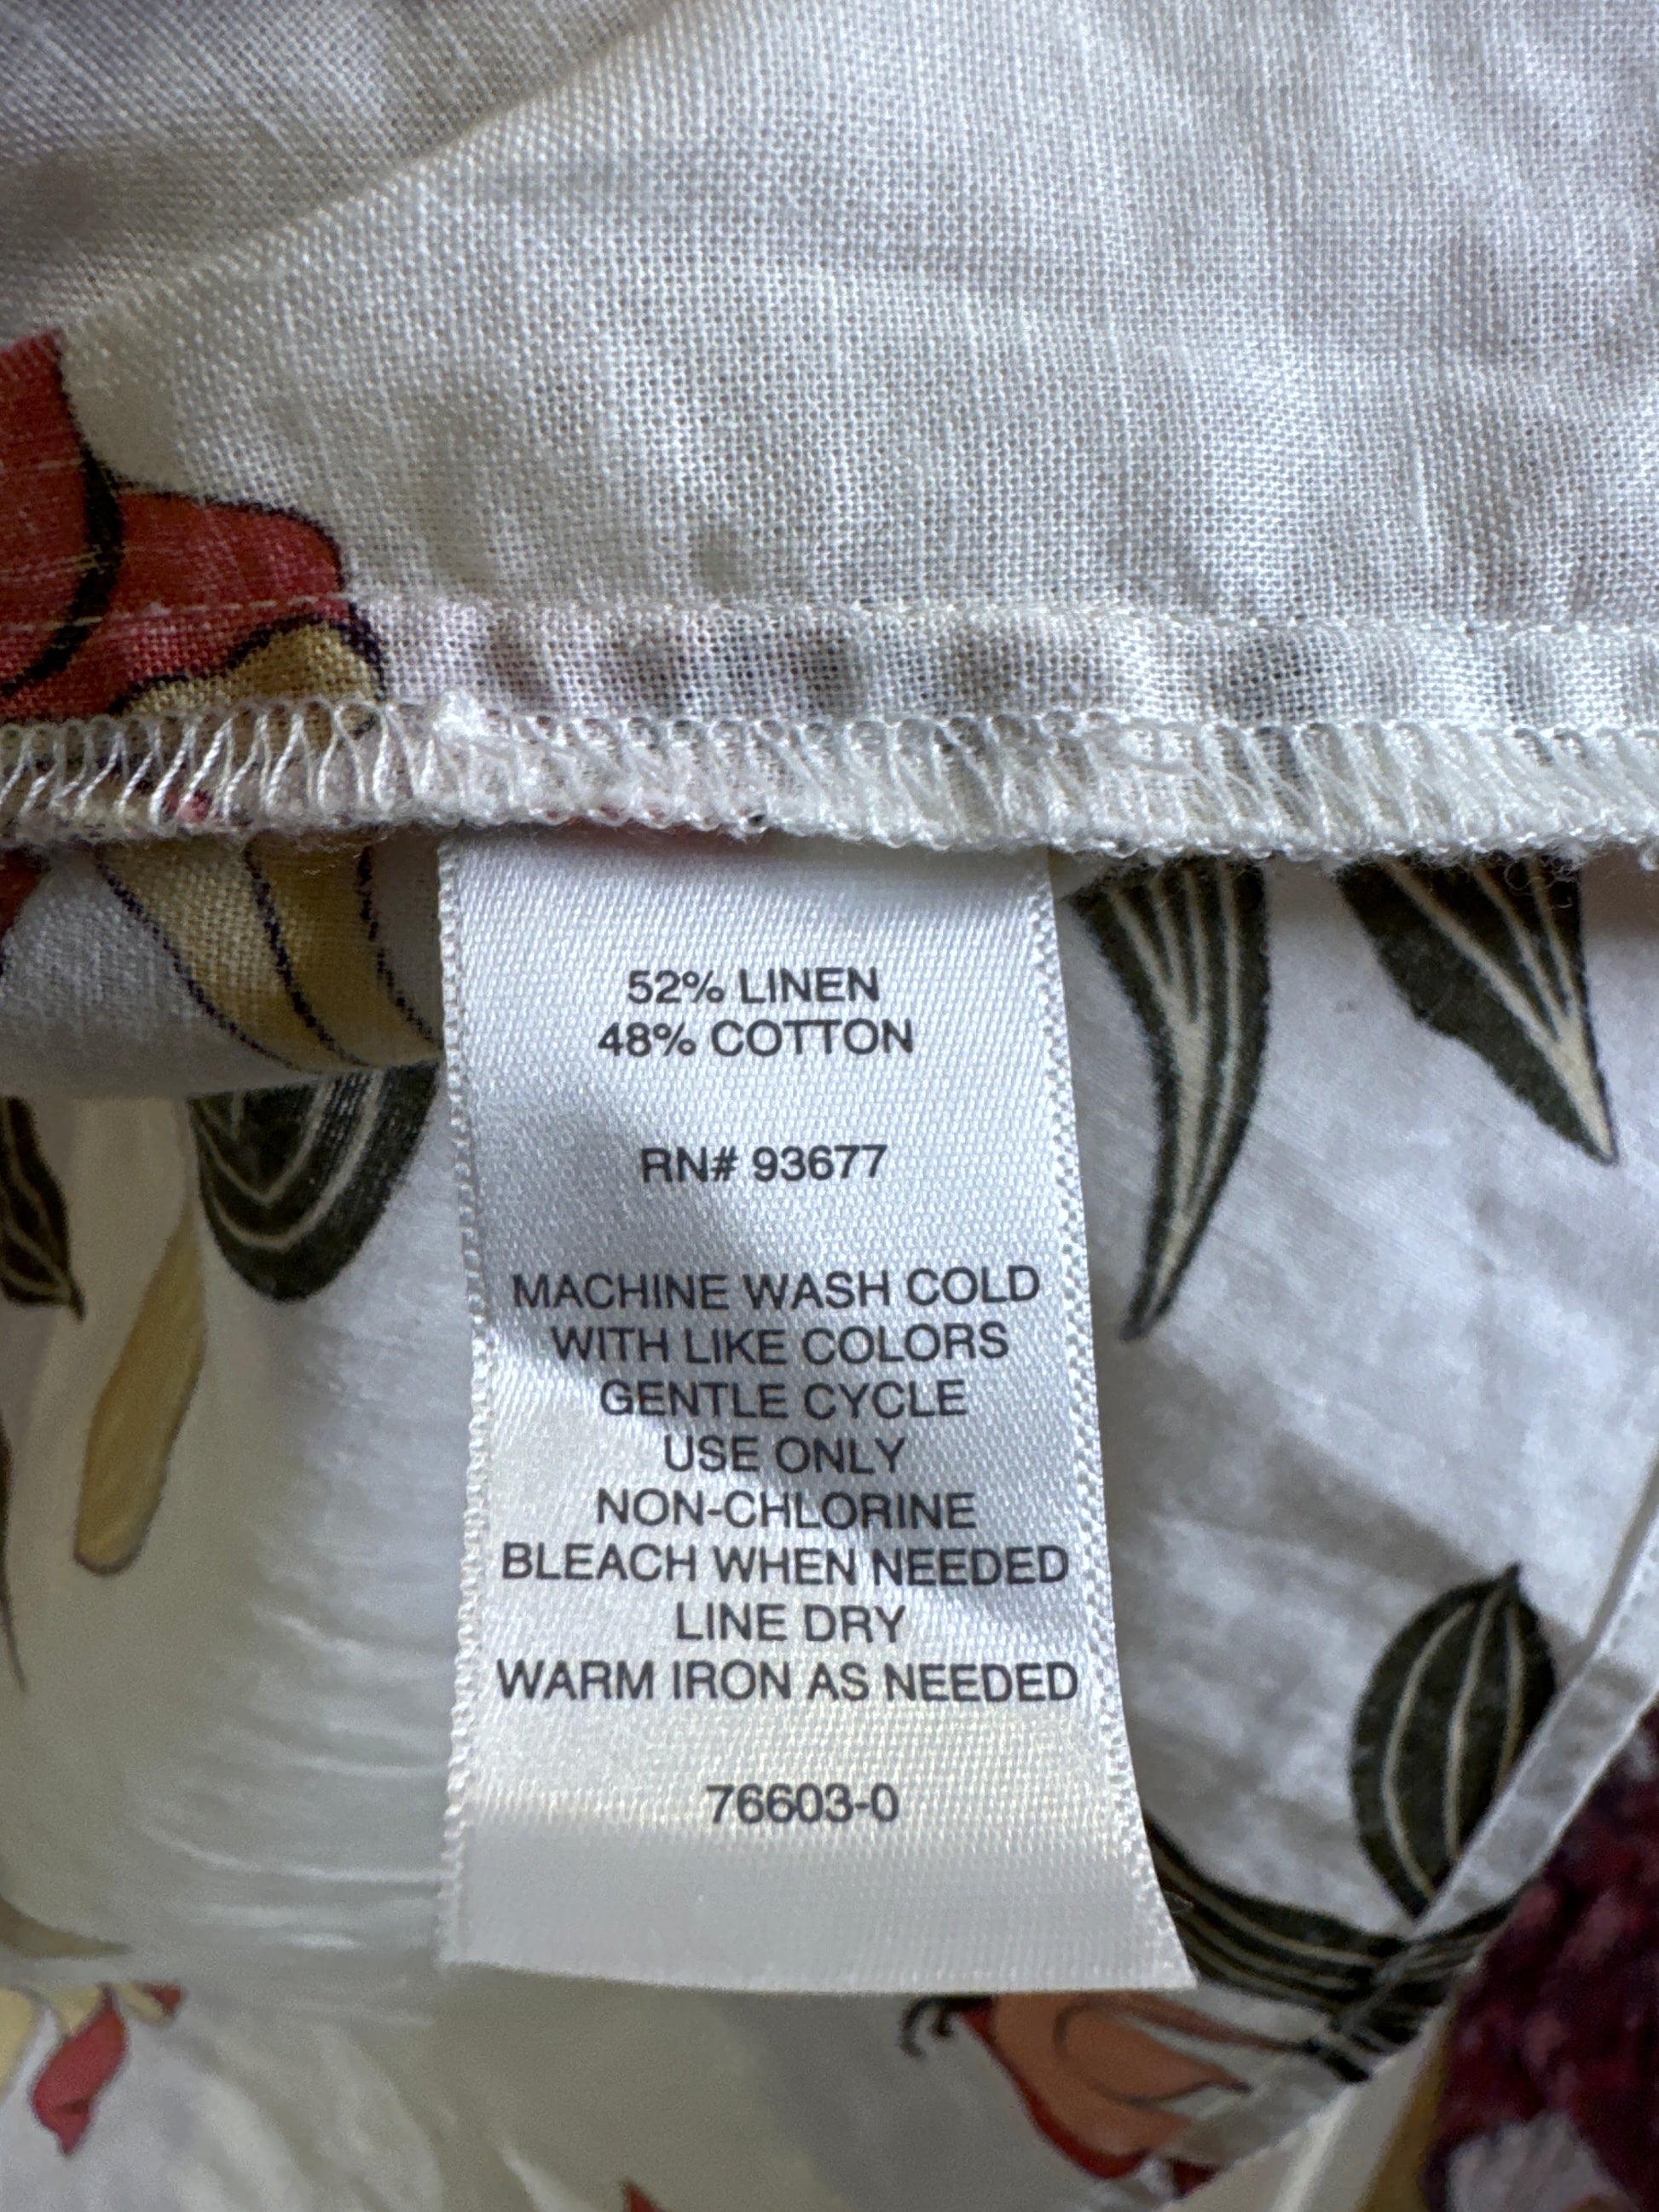 52% LINEN
48% COTTON
RN# 93677
MACHINE WASH COLD
WITH LIKE COLORS
GENTLE CYCLE
USE ONLY
NON-CHLORINE
BLEACH WHEN NEEDED
LINE DRY
WARM IRON AS NEEDED
76603-0